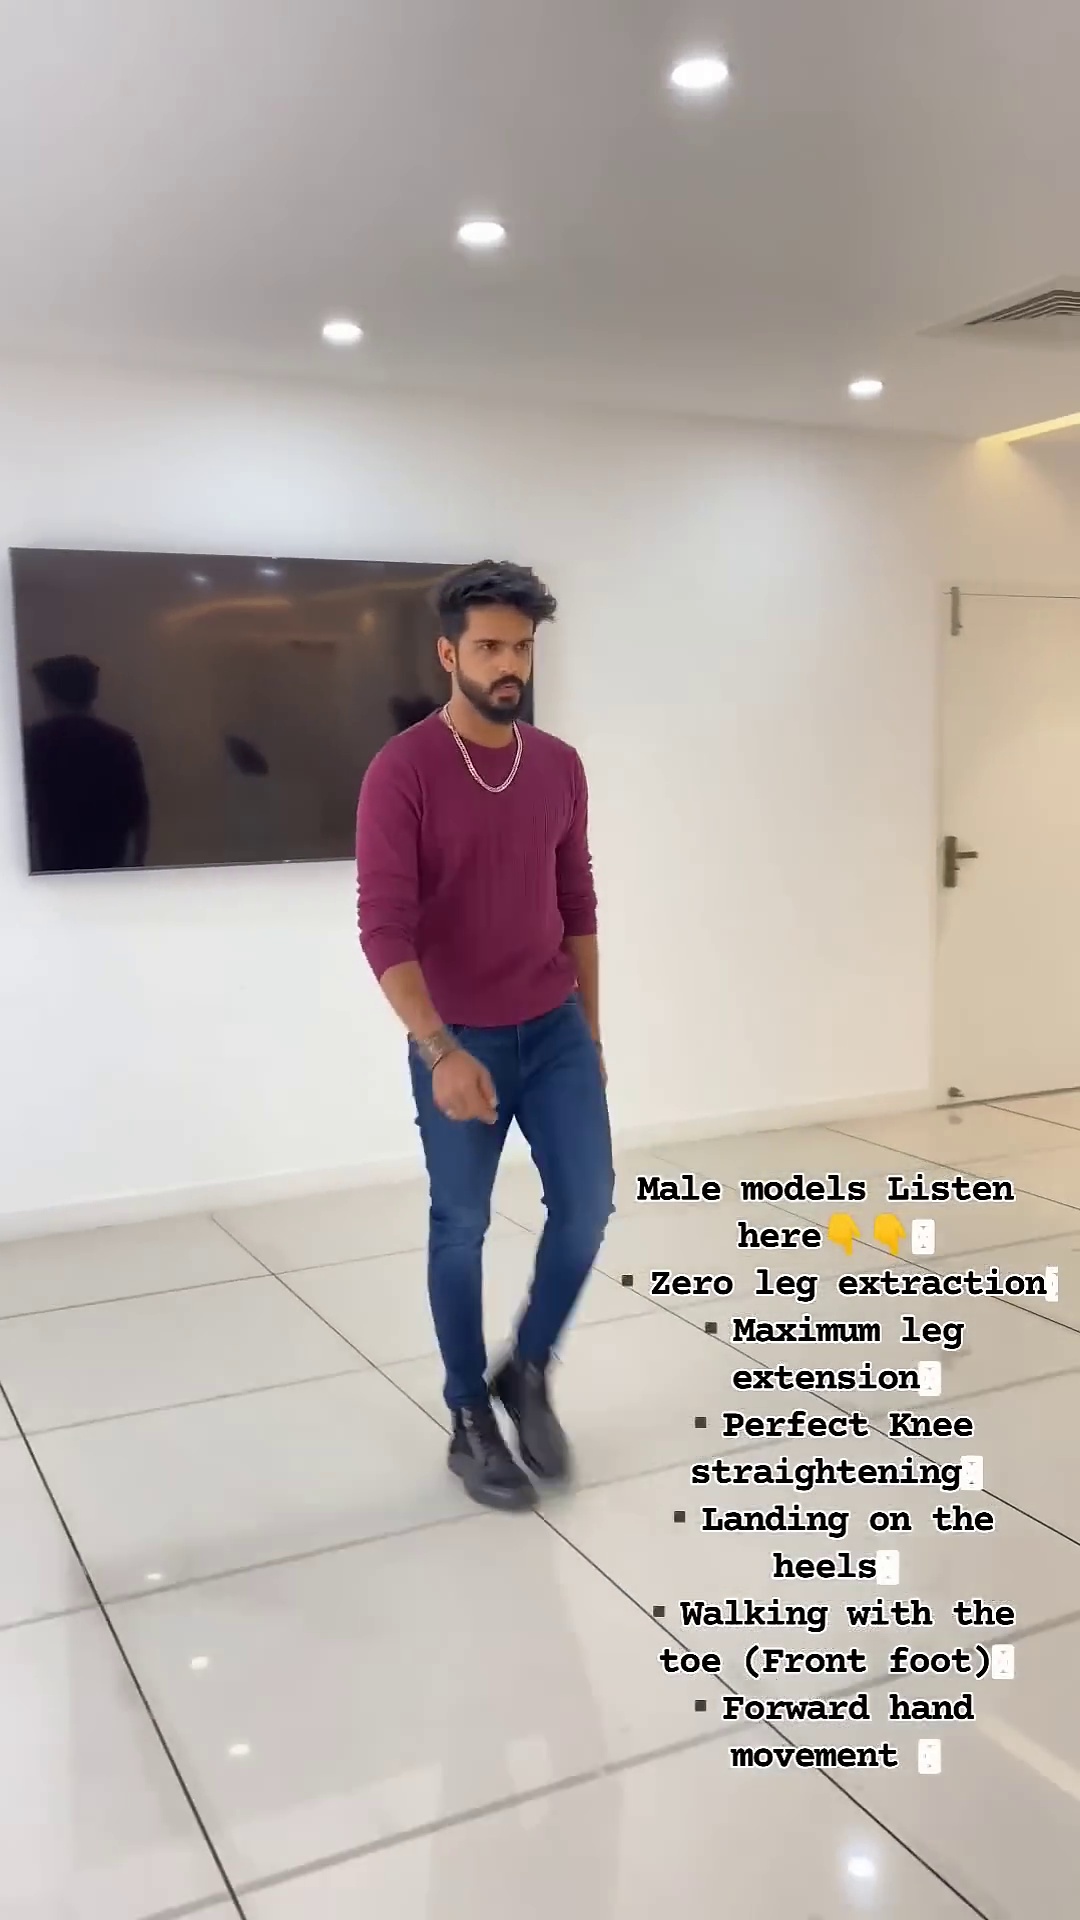 Male models Listen
here👇👇
▪ Zero leg extraction
▪ Maximum leg
extension
▪ Perfect Knee
straightening
▪ Landing on the
heels
▪ Walking with the
toe (Front foot)
▪ Forward hand
movement